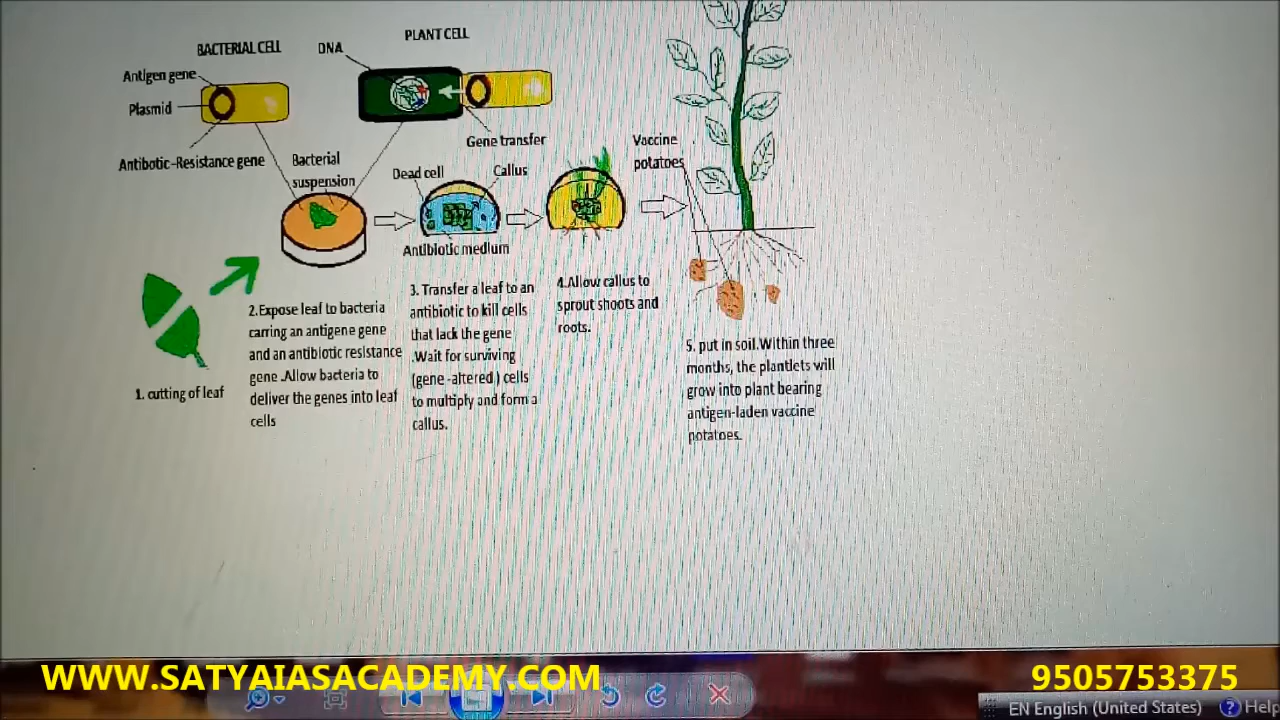 BACTERIAL CELL
DNA
PLANT CELL
Antigen gene
Plasmid
Antibotic-Resistance gene
Bacterial
suspension
Gene transfer
Dead cell
Callus
Antibiotic medium
Vaccine
potatoes
1. cutting of leaf
2.Expose leaf to bacteria
carring an antigene gene
and an antibiotic resistance
gene .Allow bacteria to
deliver the genes into leaf
cells
3. Transfer a leaf to an
antibiotic to kill cells
that lack the gene
.Wait for surviving
(gene -altered ) cells
to multiply and form a
callus.
4.Allow callus to
sprout shoots and
roots.
5. put in soil.Within three
months, the plantlets will
grow into plant bearing
antigen-laden vaccine
potatoes.
WWW.SATYAIASACADEMY.COM
9505753375
EN English (United States)
? Help